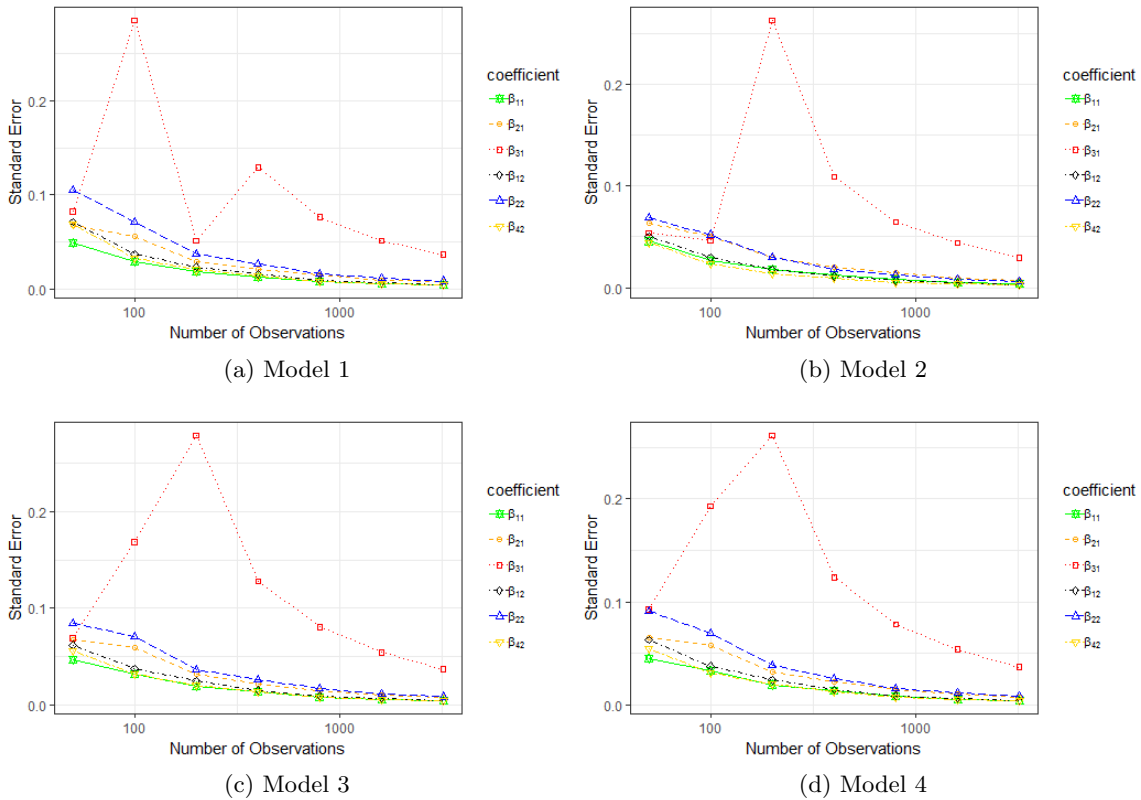 Standard Error
0.2
0.1
0.0
100
1000
Number of Observations
coefficient
β11
β21
β31
β12
β22
β42
(a) Model 1
Standard Error
0.2
0.1
0.0
100
1000
Number of Observations
coefficient
β11
β21
β31
β12
β22
β42
(b) Model 2
Standard Error
0.2
0.1
0.0
100
1000
Number of Observations
coefficient
β11
β21
β31
β12
β22
β42
(c) Model 3
Standard Error
0.2
0.1
0.0
100
1000
Number of Observations
coefficient
β11
β21
β31
β12
β22
β42
(d) Model 4